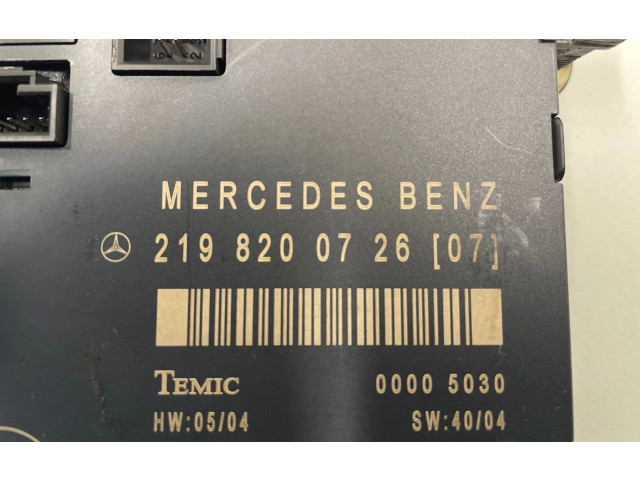 MERCEDES BENZ
219 820 07 26 [07]
TEMIC 0000 5030
HW:05/04 SW:40/04